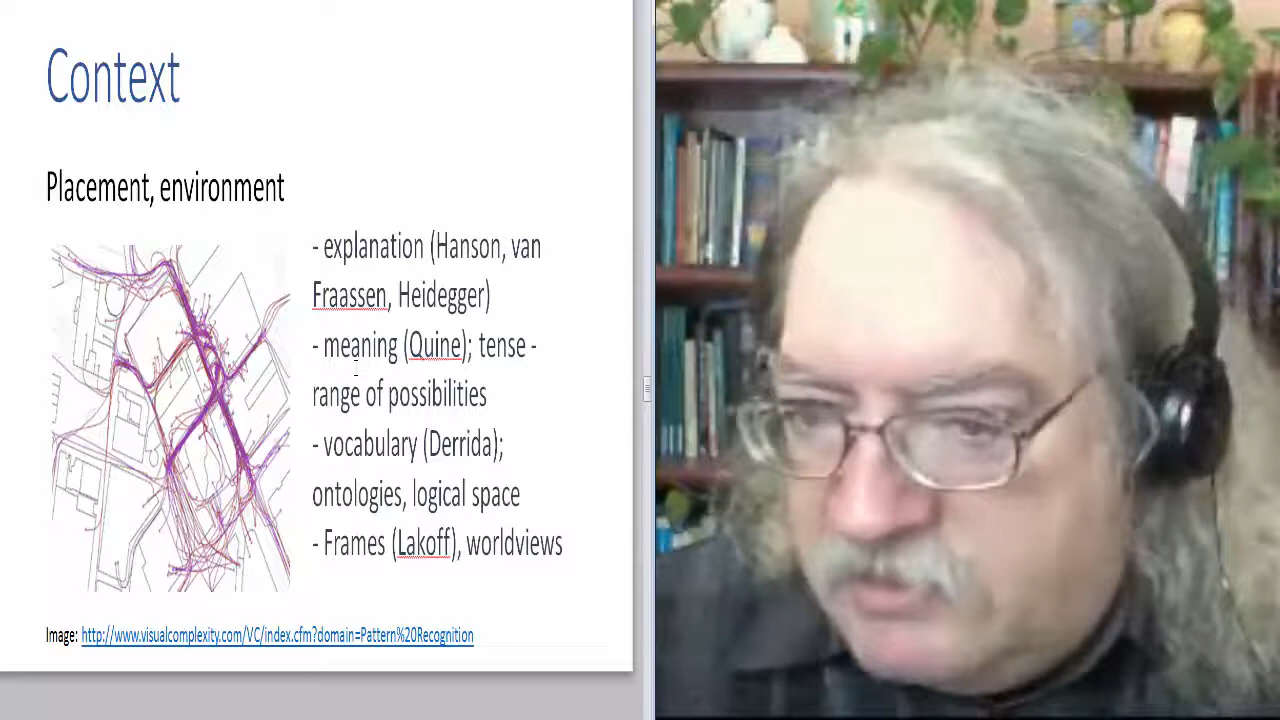 Context
Placement, environment
- explanation (Hanson, van
Fraassen, Heidegger)
- meaning (Quine); tense -
range of possibilities
- vocabulary (Derrida);
ontologies, logical space
- Frames (Lakoff), worldviews
Image: http://www.visualcomplexity.com/VC/index.cfm?domain=Pattern%20Recognition